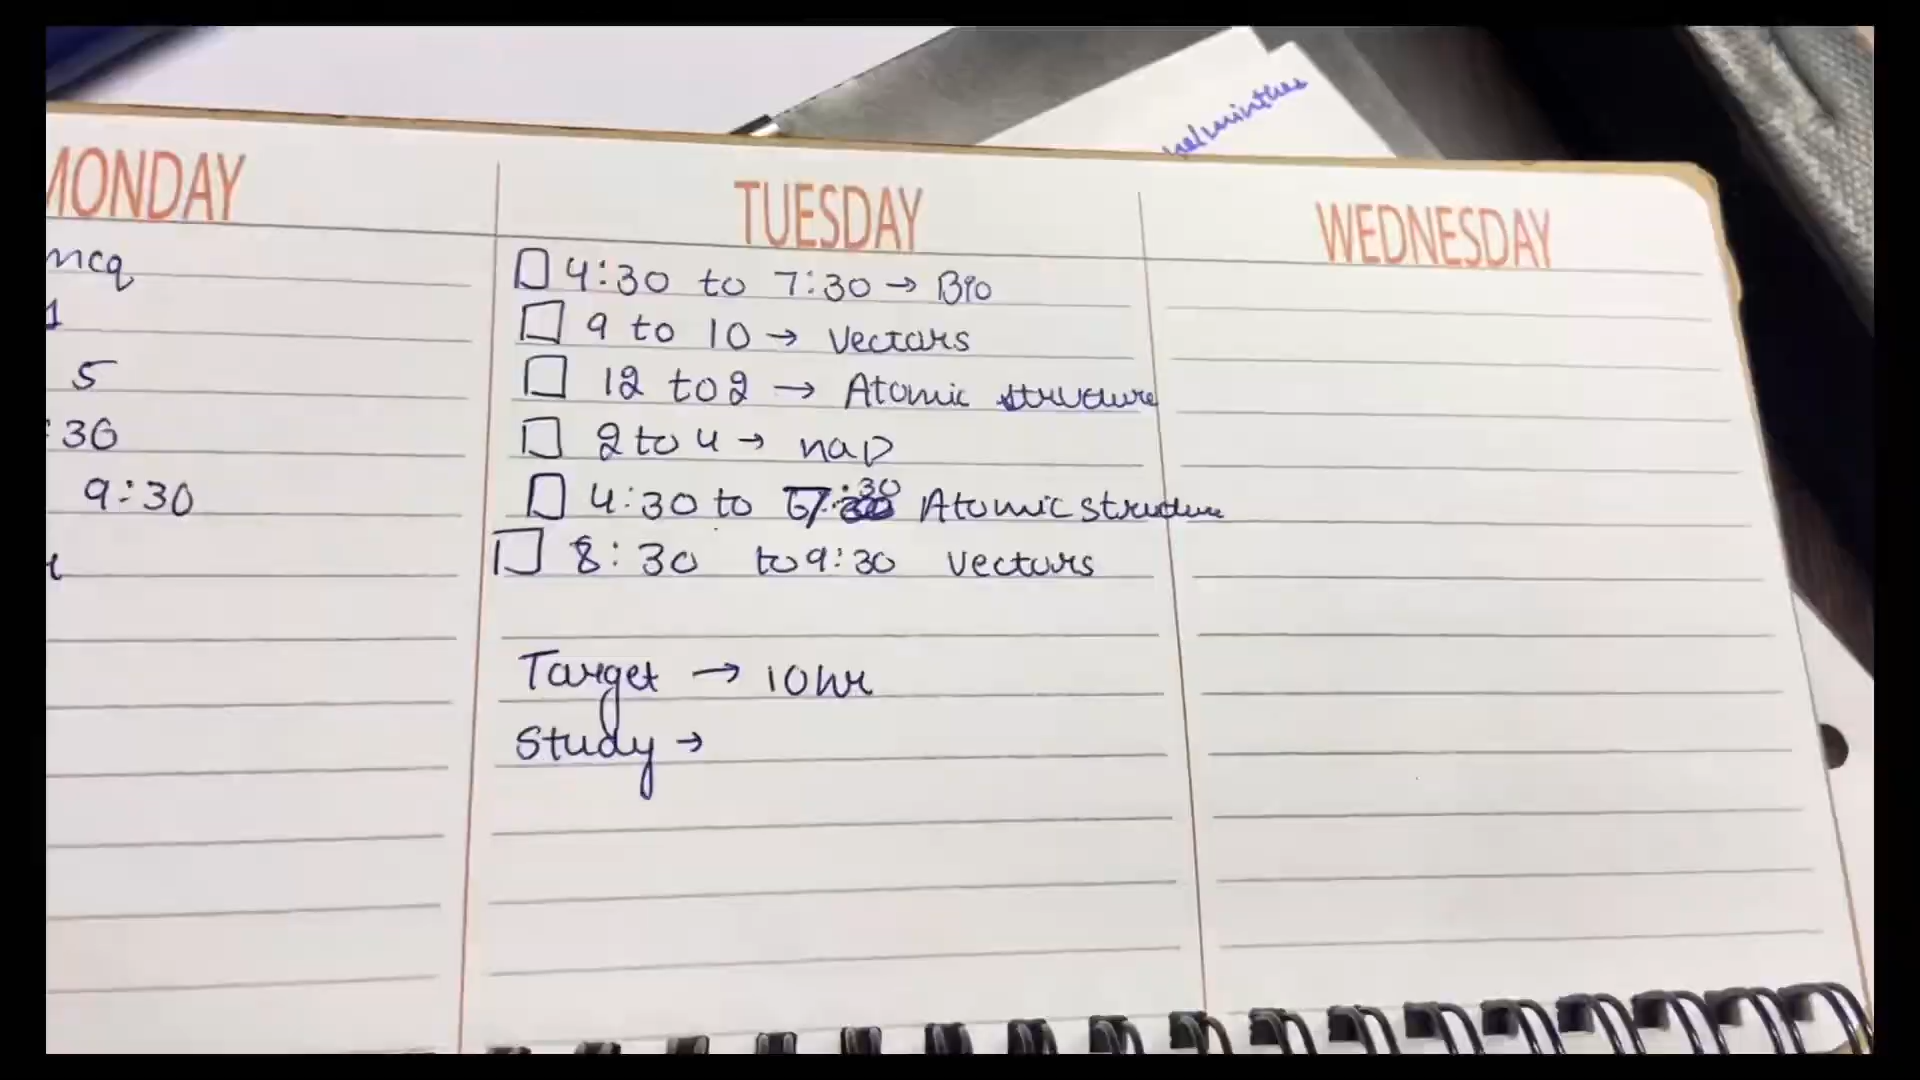 helminthes
MONDAY
mcq
1
5
:30
9:30
TUESDAY
4:30 to 7:30 → Bio
9 to 10 → Vectors
12 to 2 → Atomic structure
2 to 4 → nap
4:30 to :30 Atomic structure
8:30 to 9:30 Vectors
Target → 10hr
Study →
WEDNESDAY